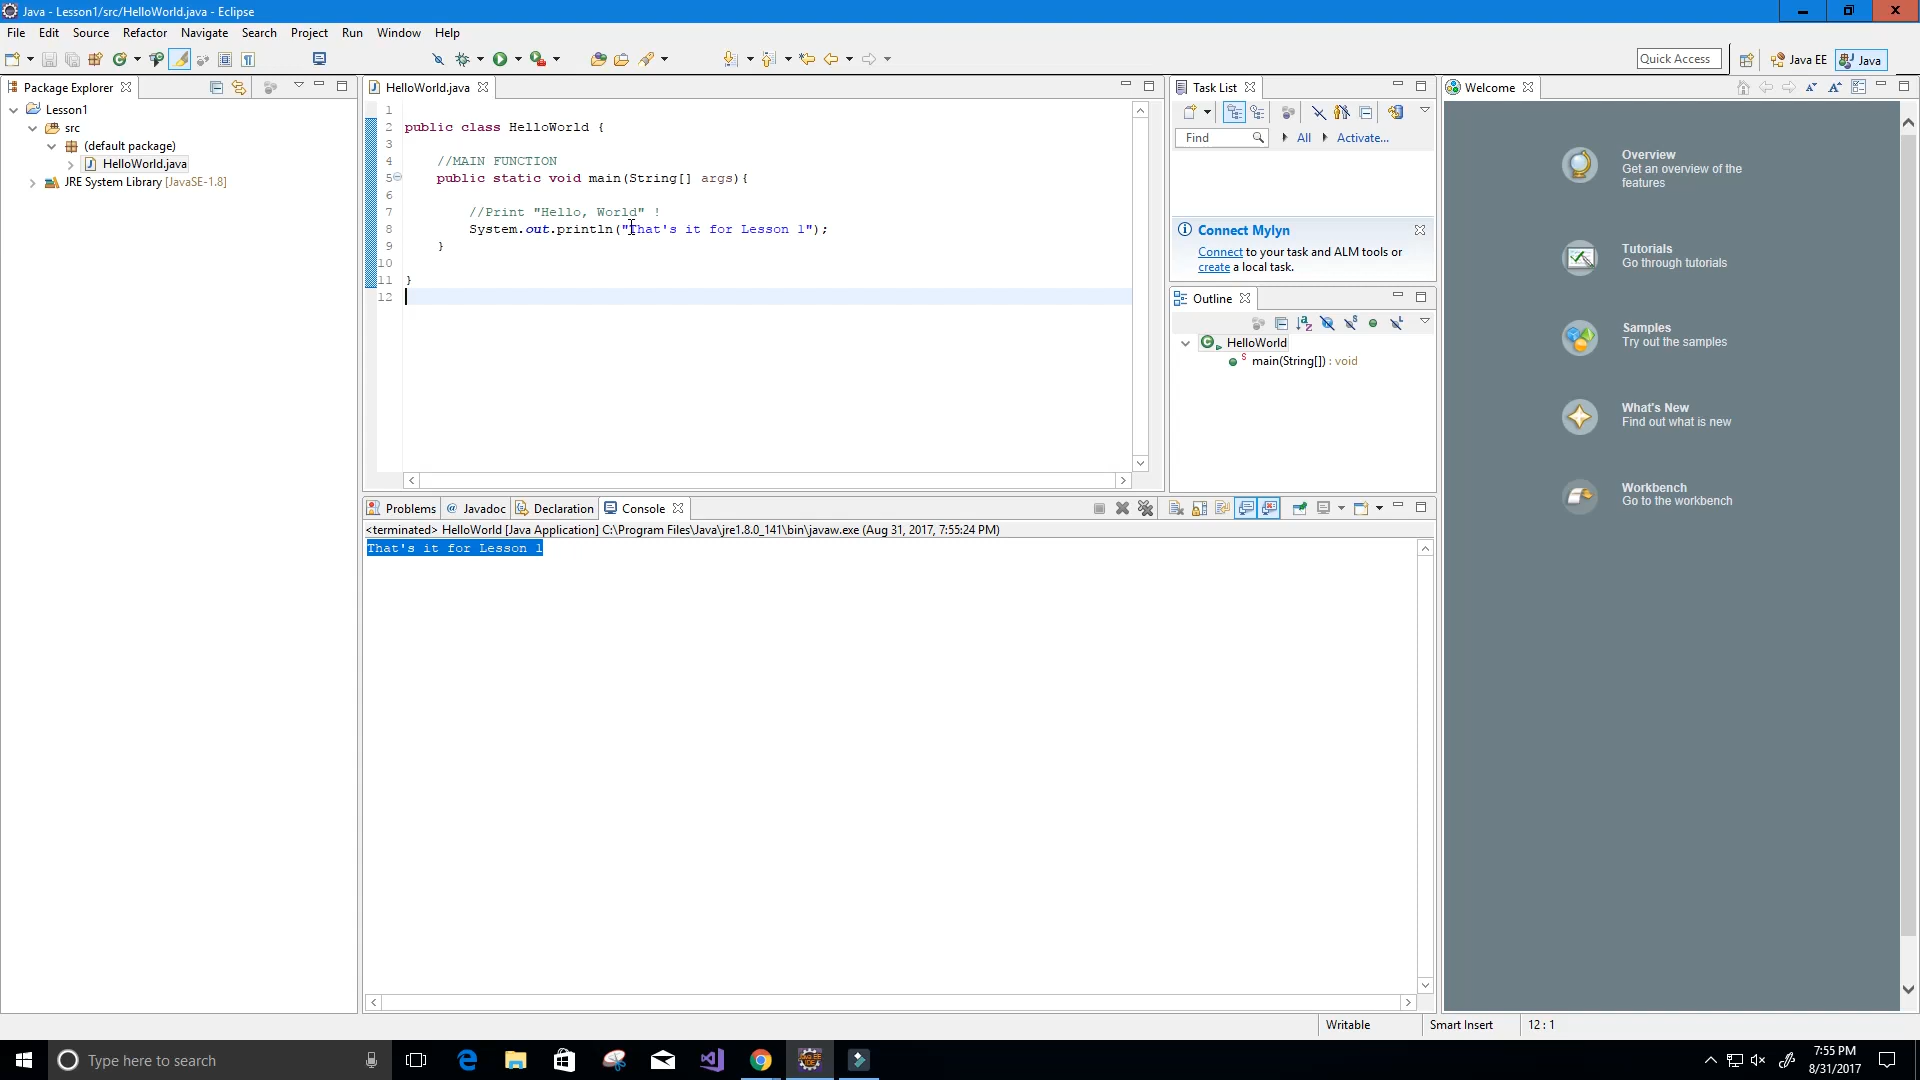 Java - Lesson1/src/HelloWorld.java - Eclipse
File Edit Source Refactor Navigate Search Project Run Window Help
Quick Access Java EE Java
Package Explorer
Lesson1
src
(default package)
HelloWorld.java
JRE System Library [JavaSE-1.8]
HelloWorld.java
1
2 public class HelloWorld {
3
4 //MAIN FUNCTION
5 public static void main(String[] args){
6
7 //Print "Hello, World" !
8 System.out.println("That's it for Lesson 1");
9 }
10
11 }
12
Task List
Find All Activate...
Connect Mylyn
Connect to your task and ALM tools or
create a local task.
Outline
HelloWorld
main(String[]) : void
Welcome
Overview
Get an overview of the
features
Tutorials
Go through tutorials
Samples
Try out the samples
What's New
Find out what is new
Workbench
Go to the workbench
Problems @ Javadoc Declaration Console
<terminated> HelloWorld [Java Application] C:\Program Files\Java\jre1.8.0_141\bin\javaw.exe (Aug 31, 2017, 7:55:24 PM)
That's it for Lesson 1
Writable Smart Insert 12 : 1
Type here to search
7:55 PM
8/31/2017